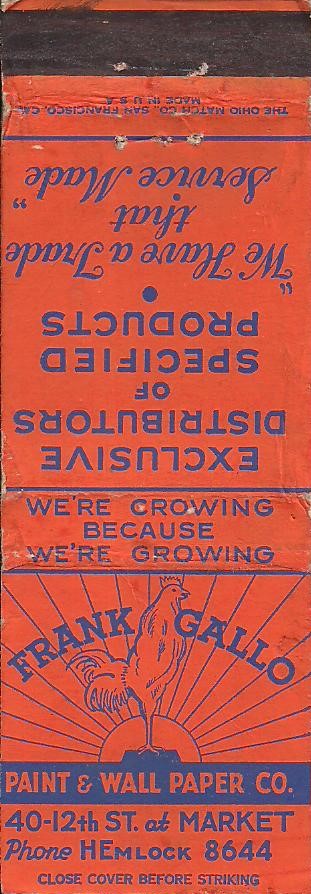 THE OHIO MATCH CO. SAN FRANCISCO, CAL.
MADE IN U S A
EXCLUSIVE
DISTRIBUTORS
OF
SPECIFIED
PRODUCTS
•
"We Have a Trade
that
Service Made"
WE'RE CROWING
BECAUSE
WE'RE GROWING
FRANK GALLO
PAINT & WALL PAPER CO.
40-12th ST. at MARKET
Phone HEMLOCK 8644
CLOSE COVER BEFORE STRIKING